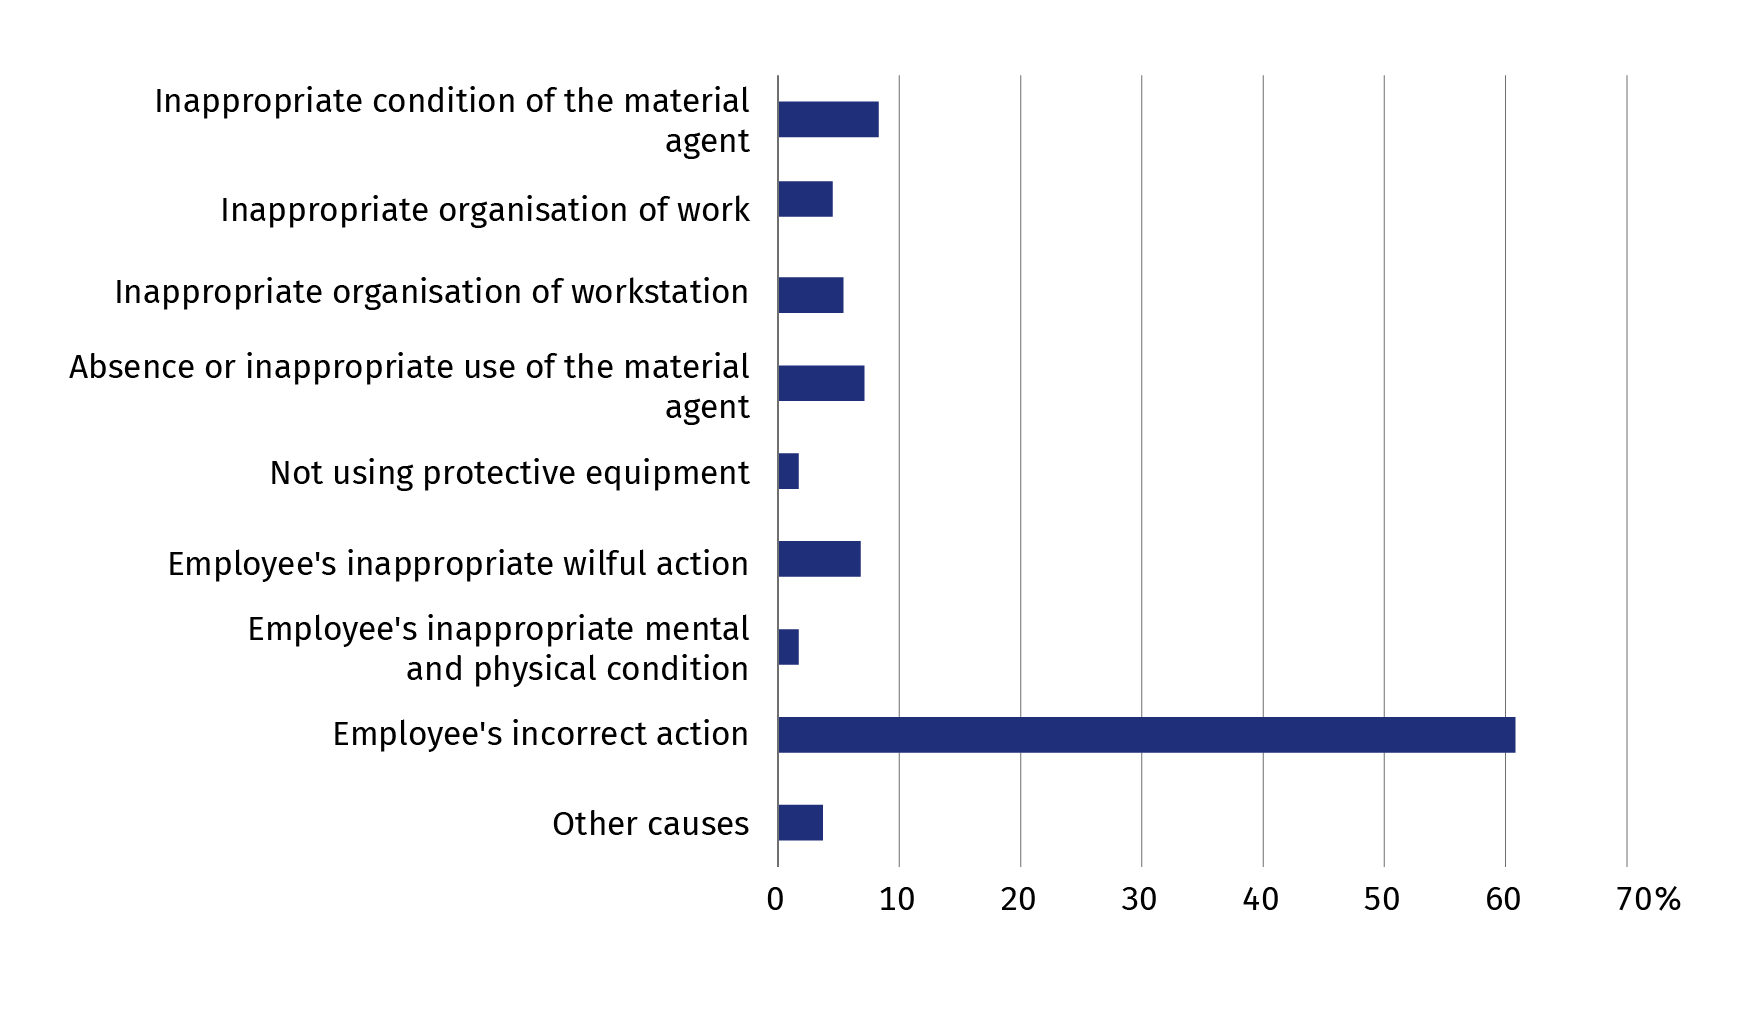 Inappropriate condition of the material
agent
Inappropriate organisation of work
Inappropriate organisation of workstation
Absence or inappropriate use of the material
agent
Not using protective equipment
Employee's inappropriate wilful action
Employee's inappropriate mental
and physical condition
Employee's incorrect action
Other causes
0 10 20 30 40 50 60 70%